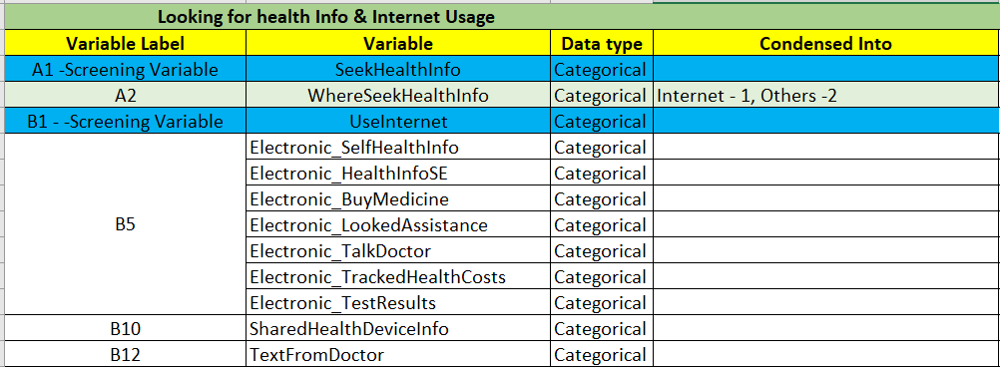 Looking for health Info & Internet Usage
Variable Label Variable Data type Condensed Into
A1 -Screening Variable SeekHealthInfo Categorical
A2 WhereSeekHealthInfo Categorical Internet - 1, Others -2
B1 - -Screening Variable UseInternet Categorical
B5
Electronic_SelfHealthInfo Categorical
Electronic_HealthInfoSE Categorical
Electronic_BuyMedicine Categorical
Electronic_LookedAssistance Categorical
Electronic_TalkDoctor Categorical
Electronic_TrackedHealthCosts Categorical
Electronic_TestResults Categorical
B10 SharedHealthDeviceInfo Categorical
B12 TextFromDoctor Categorical